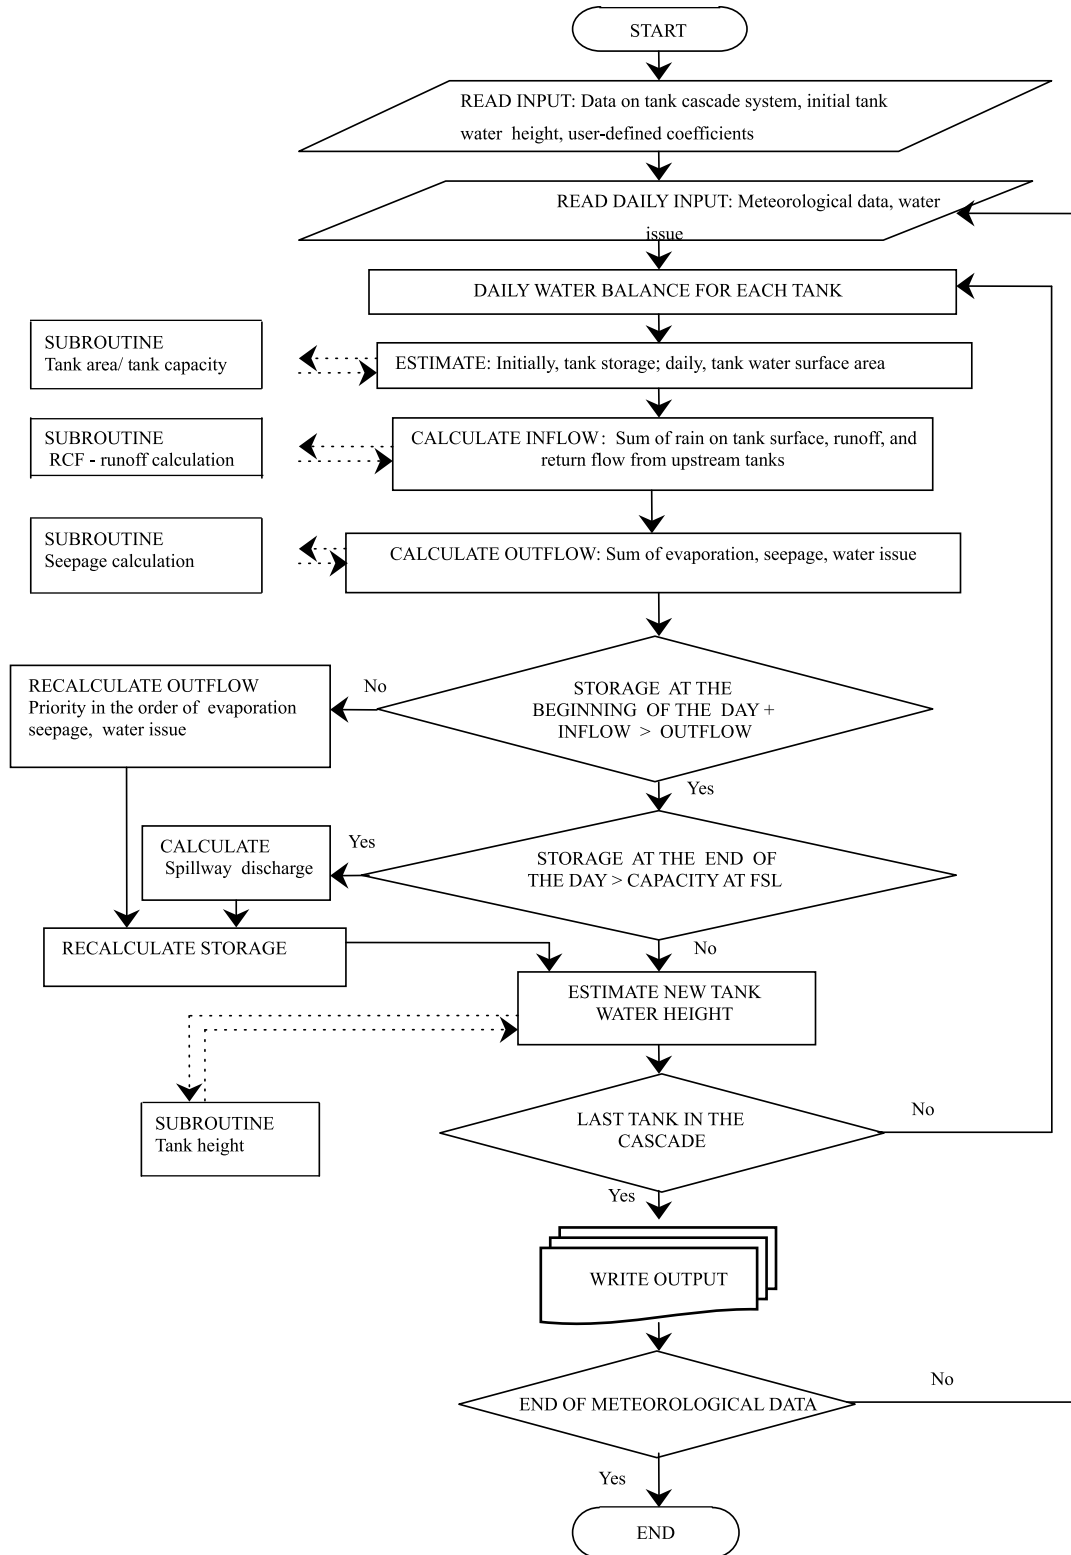 START
READ INPUT: Data on tank cascade system, initial tank
water height, user-defined coefficients
READ DAILY INPUT: Meteorological data, water
issue
DAILY WATER BALANCE FOR EACH TANK
SUBROUTINE
Tank area/ tank capacity
ESTIMATE: Initially, tank storage; daily, tank water surface area
SUBROUTINE
RCF - runoff calculation
CALCULATE INFLOW: Sum of rain on tank surface, runoff, and
return flow from upstream tanks
SUBROUTINE
Seepage calculation
CALCULATE OUTFLOW: Sum of evaporation, seepage, water issue
STORAGE AT THE
BEGINNING OF THE DAY +
INFLOW > OUTFLOW
No
RECALCULATE OUTFLOW
Priority in the order of evaporation
seepage, water issue
Yes
STORAGE AT THE END OF
THE DAY > CAPACITY AT FSL
Yes
CALCULATE
Spillway discharge
RECALCULATE STORAGE
No
ESTIMATE NEW TANK
WATER HEIGHT
SUBROUTINE
Tank height
LAST TANK IN THE
CASCADE
No
Yes
WRITE OUTPUT
END OF METEOROLOGICAL DATA
No
Yes
END